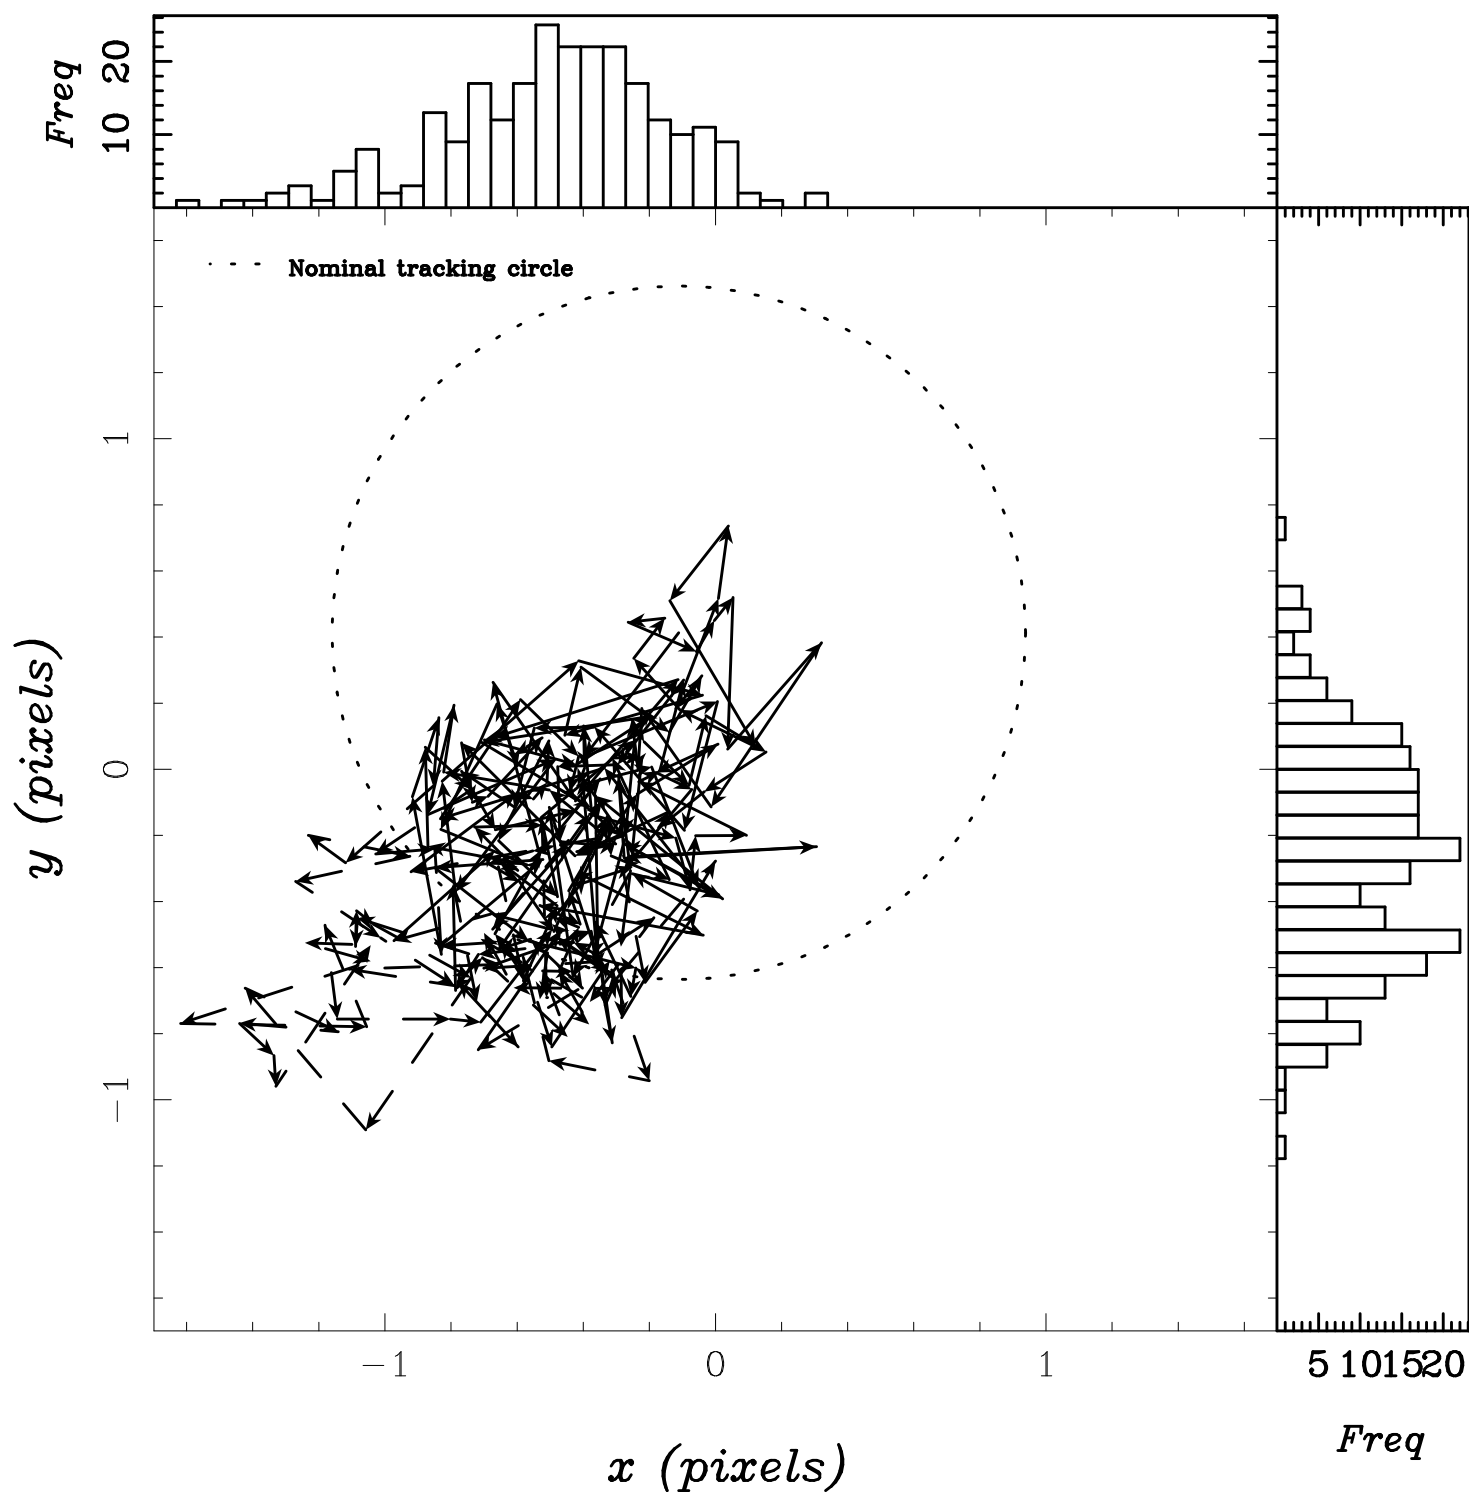 Freq
10 20
Nominal tracking circle
y (pixels)
1
0
−1
−1 0 1
5 10 15 20
x (pixels)
Freq